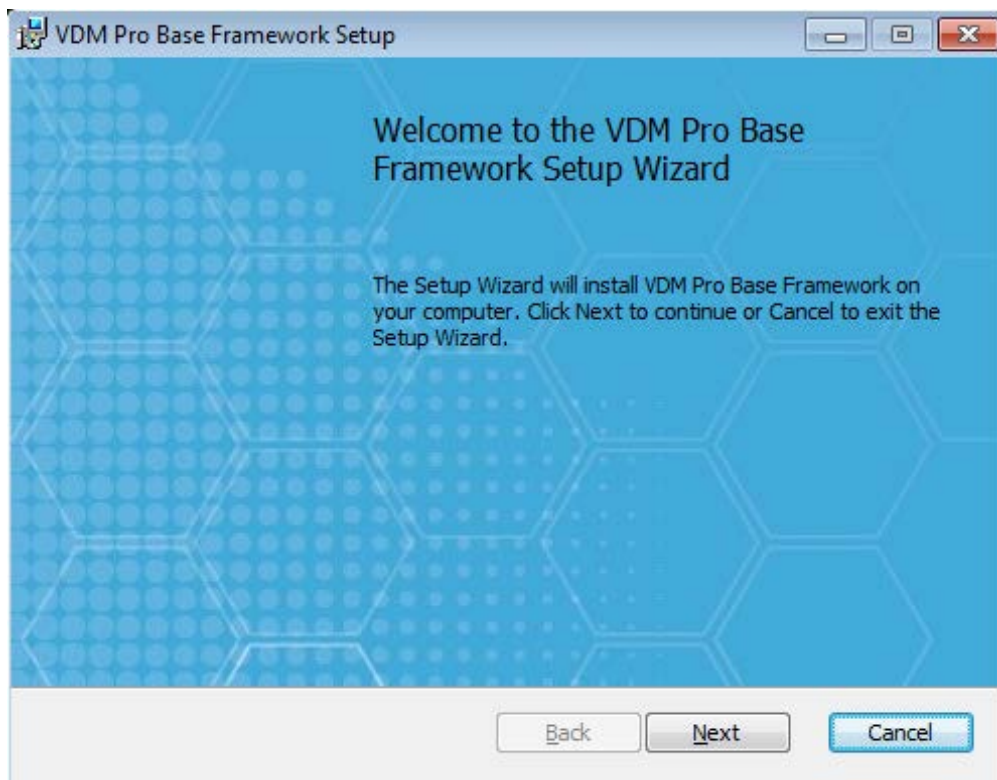 VDM Pro Base Framework Setup
Welcome to the VDM Pro Base
Framework Setup Wizard
The Setup Wizard will install VDM Pro Base Framework on
your computer. Click Next to continue or Cancel to exit the
Setup Wizard.
Back Next Cancel